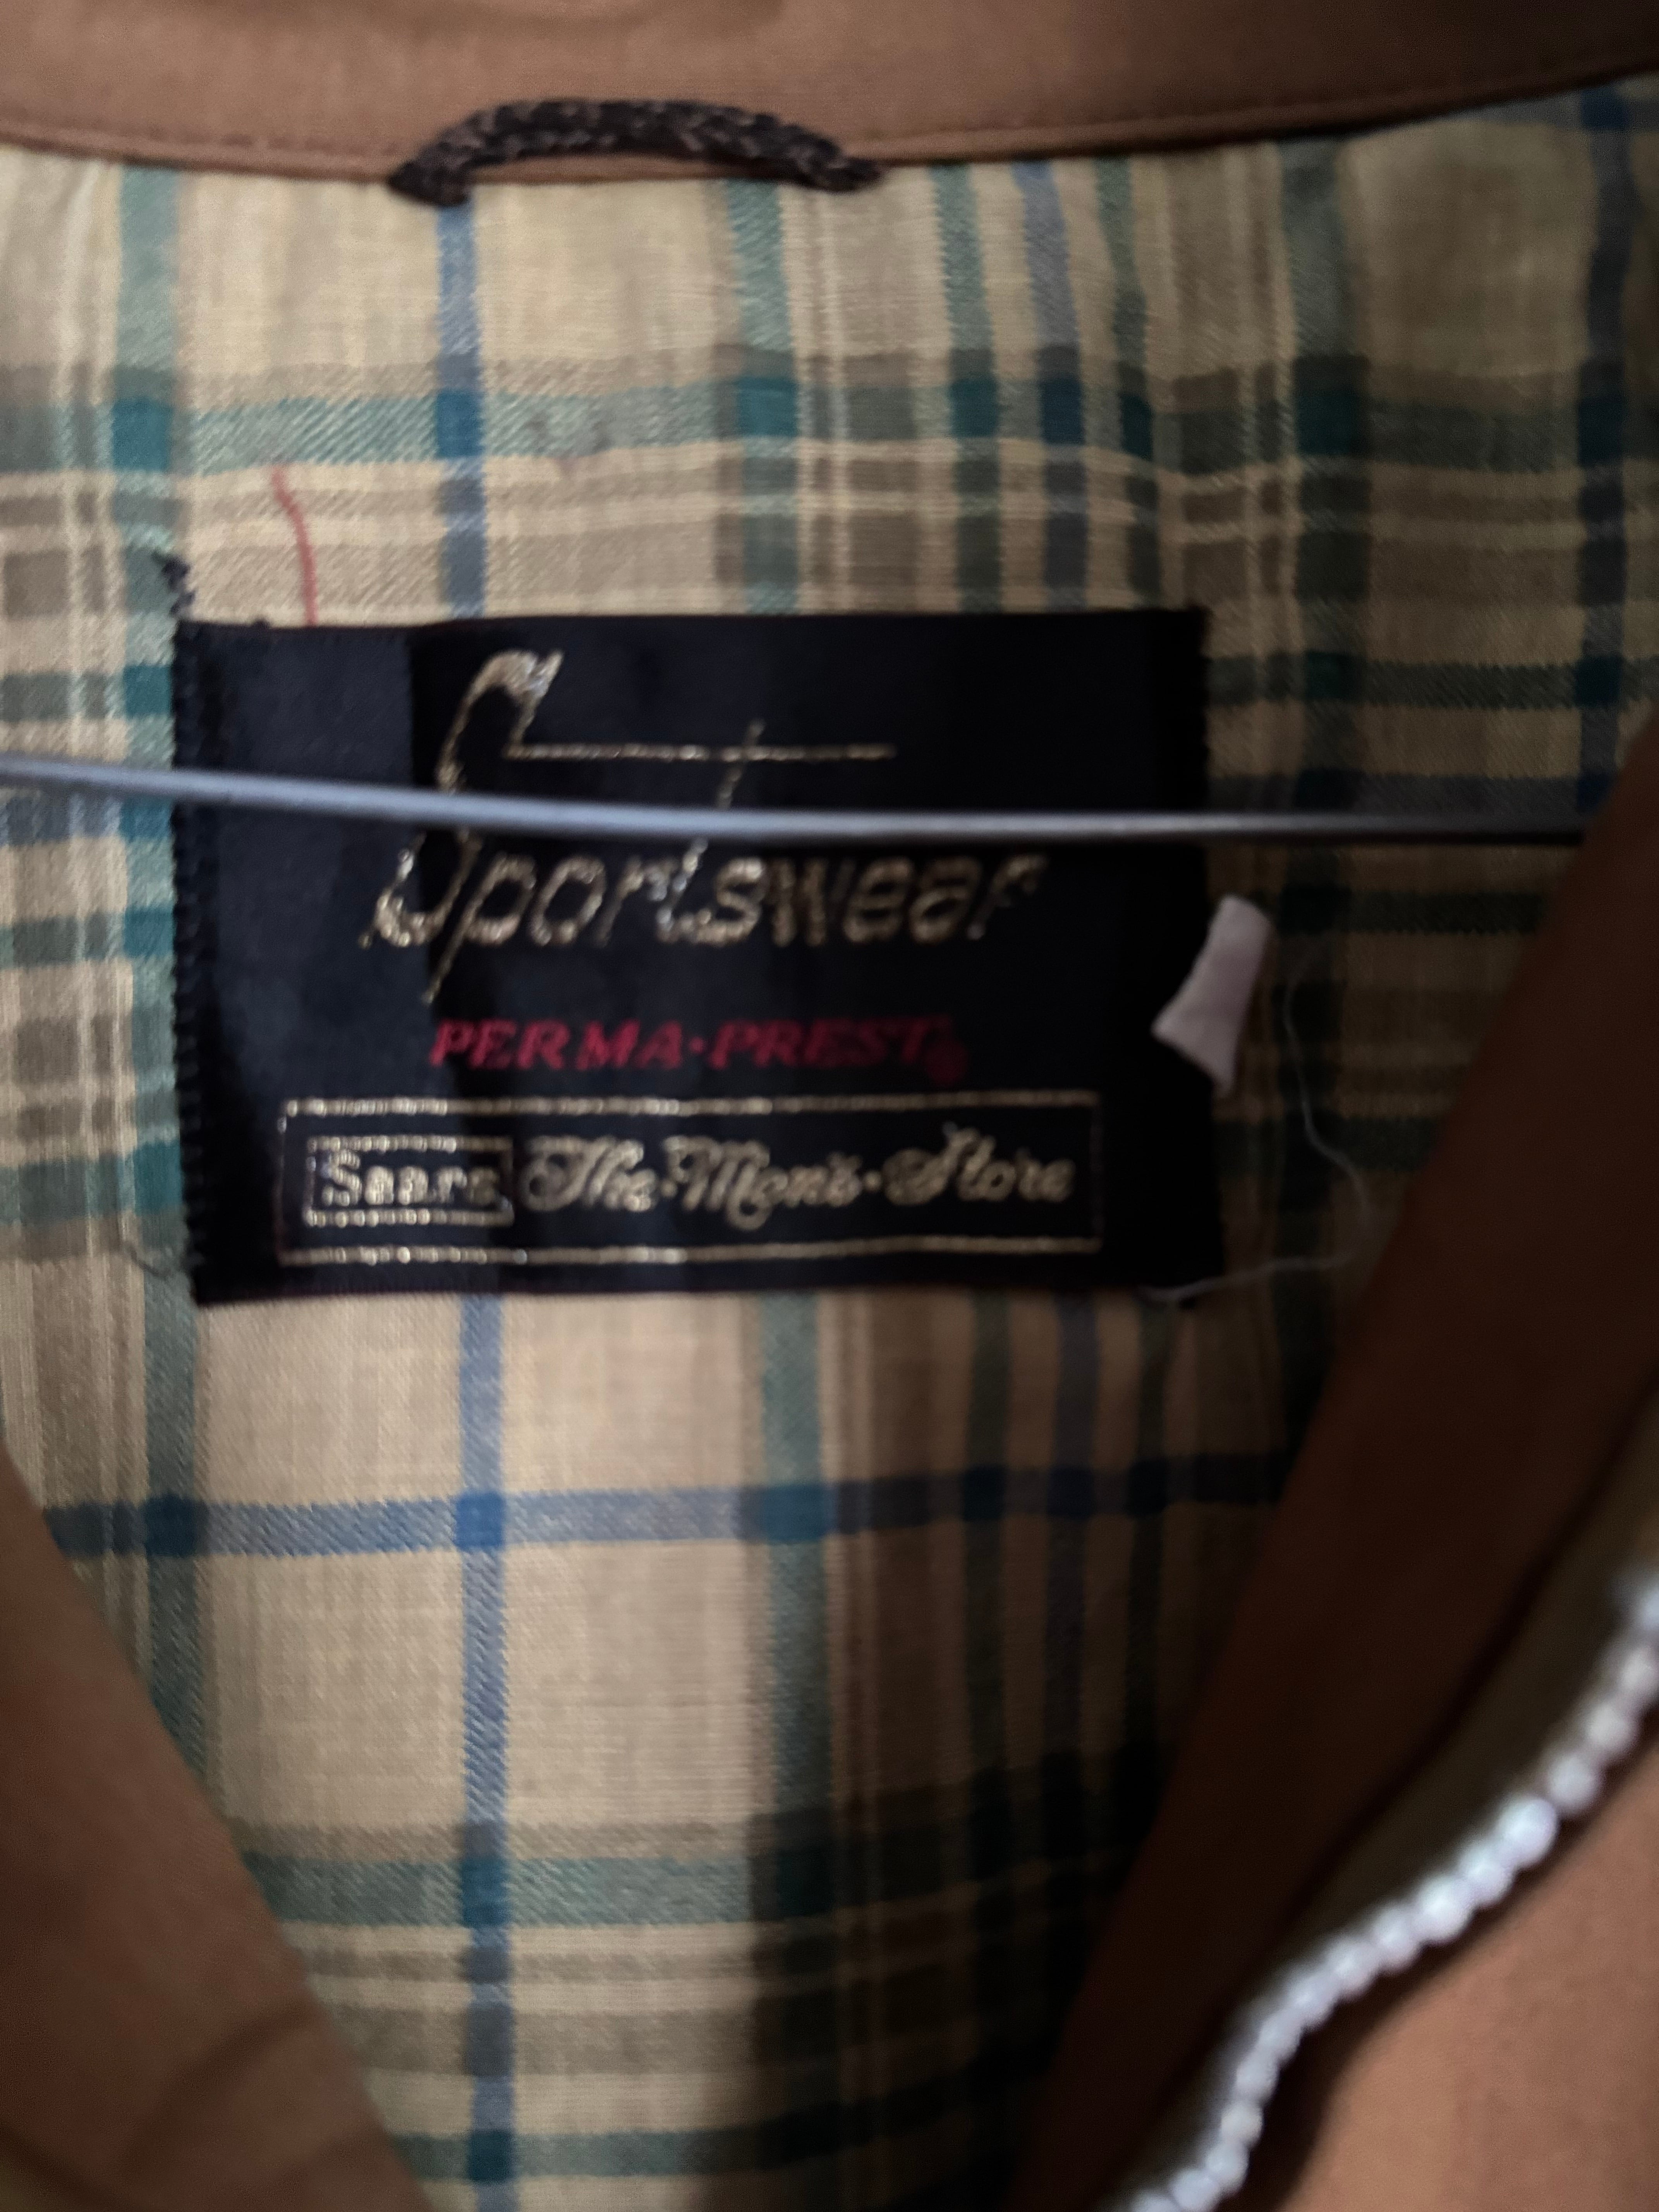 Sportswear
PERMA-PREST®
Sears The·Men's·Store